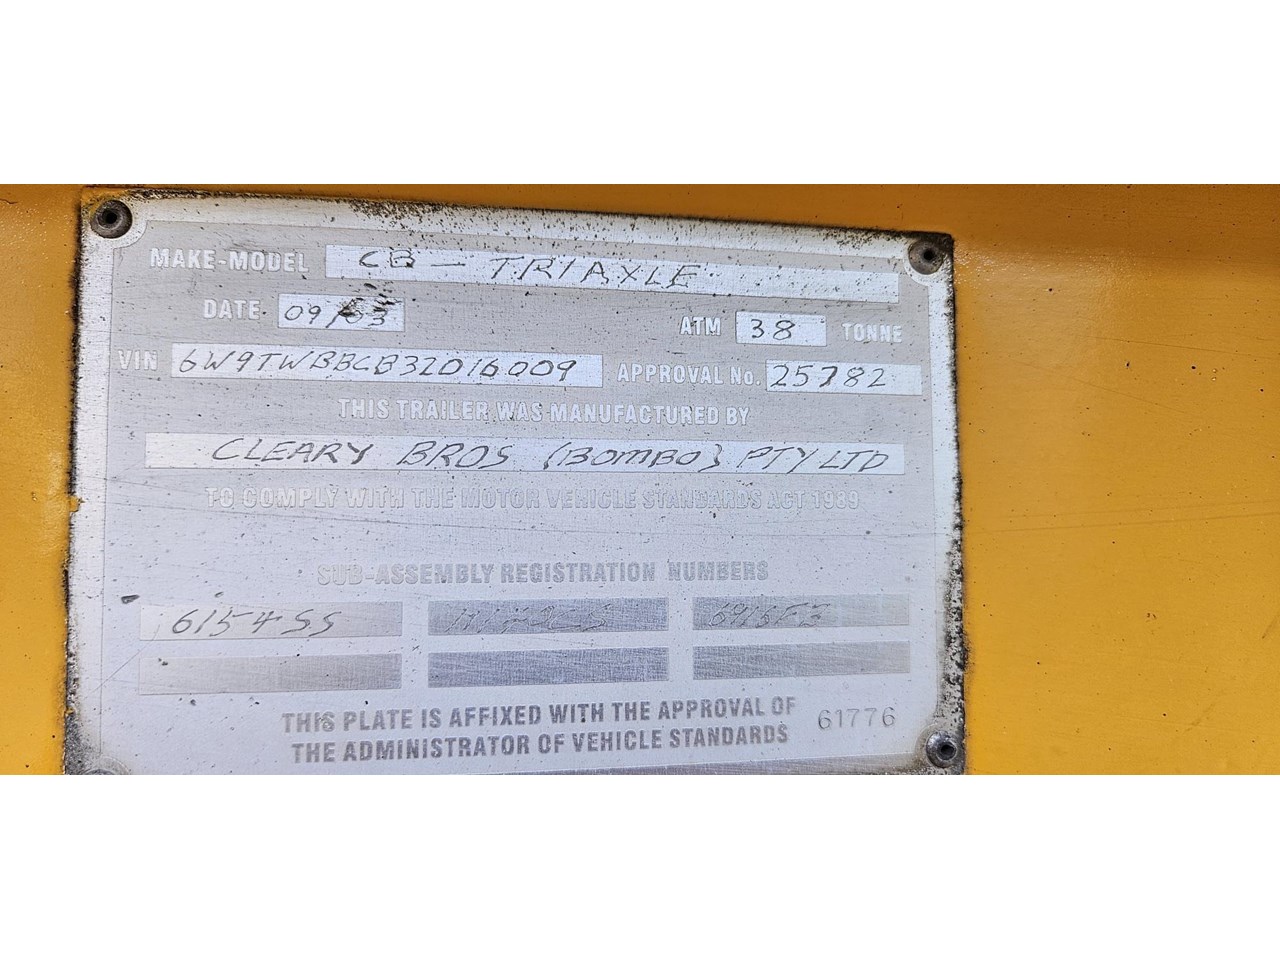 MAKE-MODEL CB - TRIAXLE
DATE 09/03 ATM 38 TONNE
VIN 6W9TWBBCB32016009 APPROVAL No. 25782
THIS TRAILER WAS MANUFACTURED BY
CLEARY BROS (BOMBO) PTY LTD
TO COMPLY WITH THE MOTOR VEHICLE STANDARDS ACT 1989
SUB-ASSEMBLY REGISTRATION NUMBERS
6154SS
THIS PLATE IS AFFIXED WITH THE APPROVAL OF
THE ADMINISTRATOR OF VEHICLE STANDARDS 61776